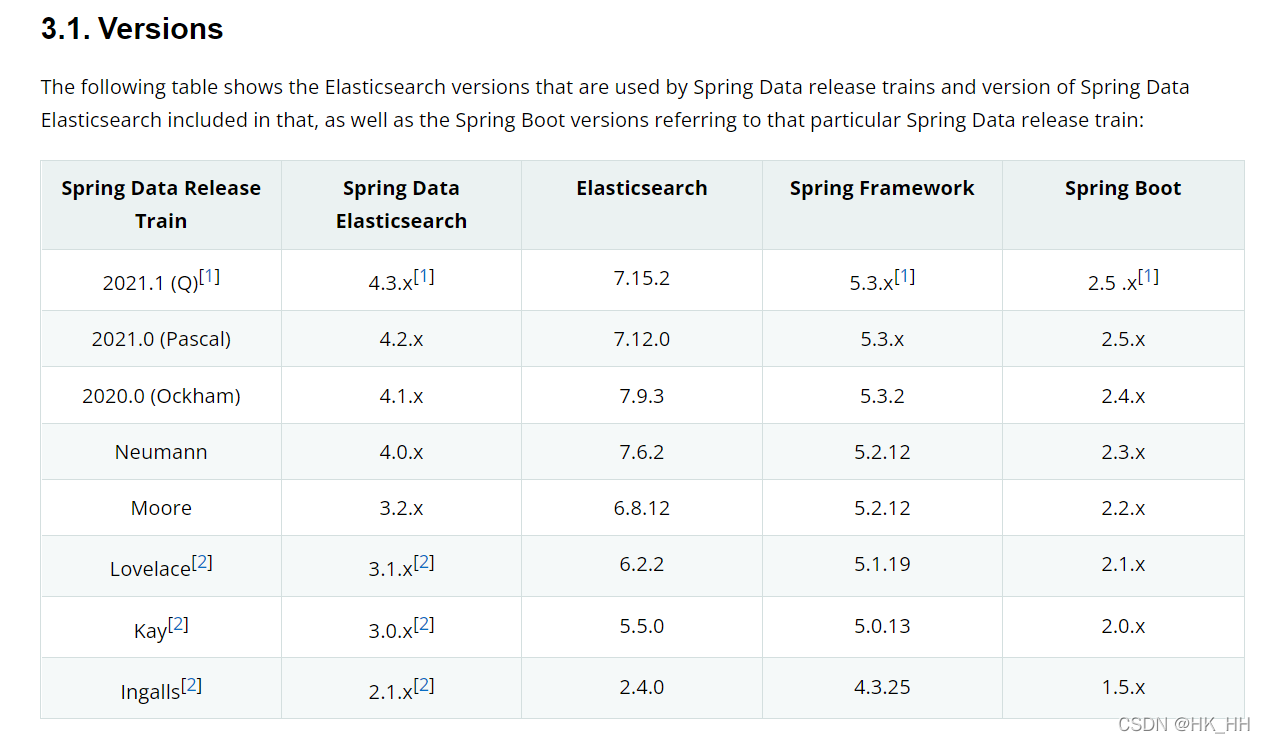 3.1. Versions
The following table shows the Elasticsearch versions that are used by Spring Data release trains and version of Spring Data
Elasticsearch included in that, as well as the Spring Boot versions referring to that particular Spring Data release train:
Spring Data Release Train Spring Data Elasticsearch Elasticsearch Spring Framework Spring Boot
2021.1 (Q)[1] 4.3.x[1] 7.15.2 5.3.x[1] 2.5 .x[1]
2021.0 (Pascal) 4.2.x 7.12.0 5.3.x 2.5.x
2020.0 (Ockham) 4.1.x 7.9.3 5.3.2 2.4.x
Neumann 4.0.x 7.6.2 5.2.12 2.3.x
Moore 3.2.x 6.8.12 5.2.12 2.2.x
Lovelace[2] 3.1.x[2] 6.2.2 5.1.19 2.1.x
Kay[2] 3.0.x[2] 5.5.0 5.0.13 2.0.x
Ingalls[2] 2.1.x[2] 2.4.0 4.3.25 1.5.x
CSDN @HK_HH